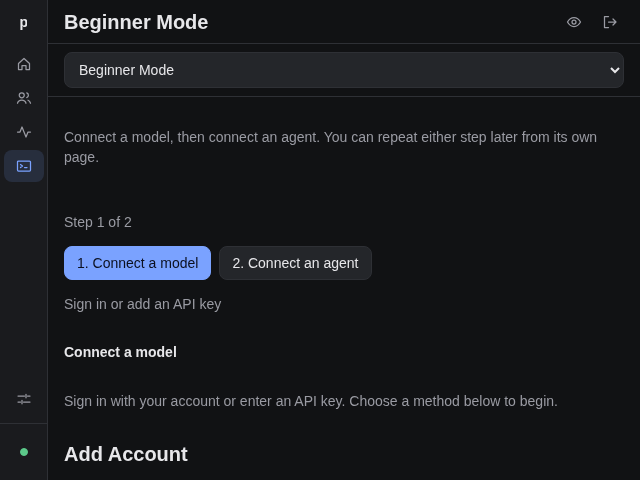 p
Beginner Mode
Beginner Mode
Connect a model, then connect an agent. You can repeat either step later from its own
page.
Step 1 of 2
1. Connect a model
2. Connect an agent
Sign in or add an API key
Connect a model
Sign in with your account or enter an API key. Choose a method below to begin.
Add Account